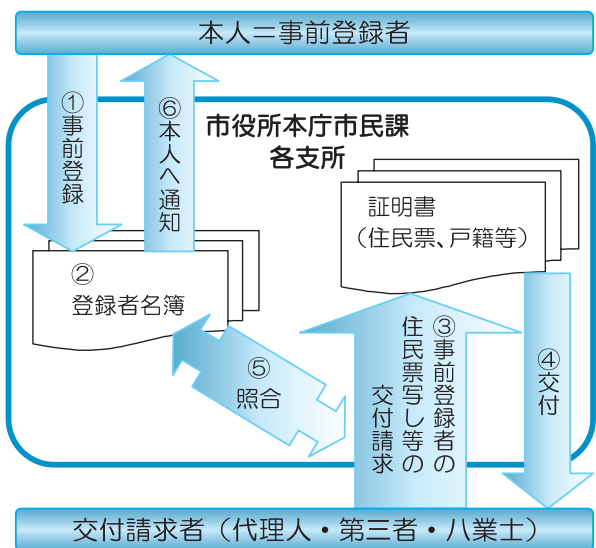 本人＝事前登録者
①事前登録
⑥本人へ通知
市役所本庁市民課
各支所
証明書
（住民票、戸籍等）
②
登録者名簿
⑤
照合
③事前登録者の
住民票写し等の
交付請求
④交付
交付請求者（代理人・第三者・八業士）